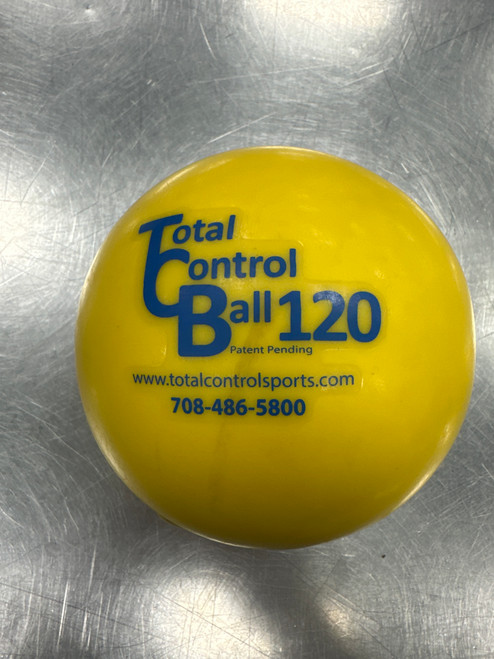 Total
Control
Ball 120
Patent Pending
www.totalcontrolsports.com
708-486-5800